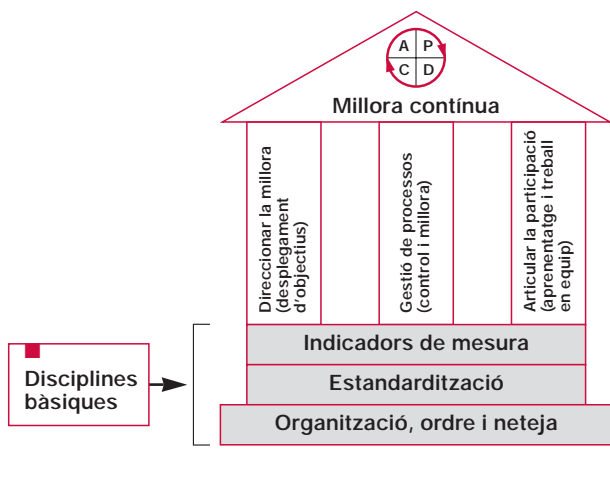 A P
C D
Millora contínua
Direccionar la millora
(desplegament
d'objectius)
Gestió de processos
(control i millora)
Articular la participació
(aprenentatge i treball
en equip)
Indicadors de mesura
Estandardització
Organització, ordre i neteja
Disciplines
bàsiques